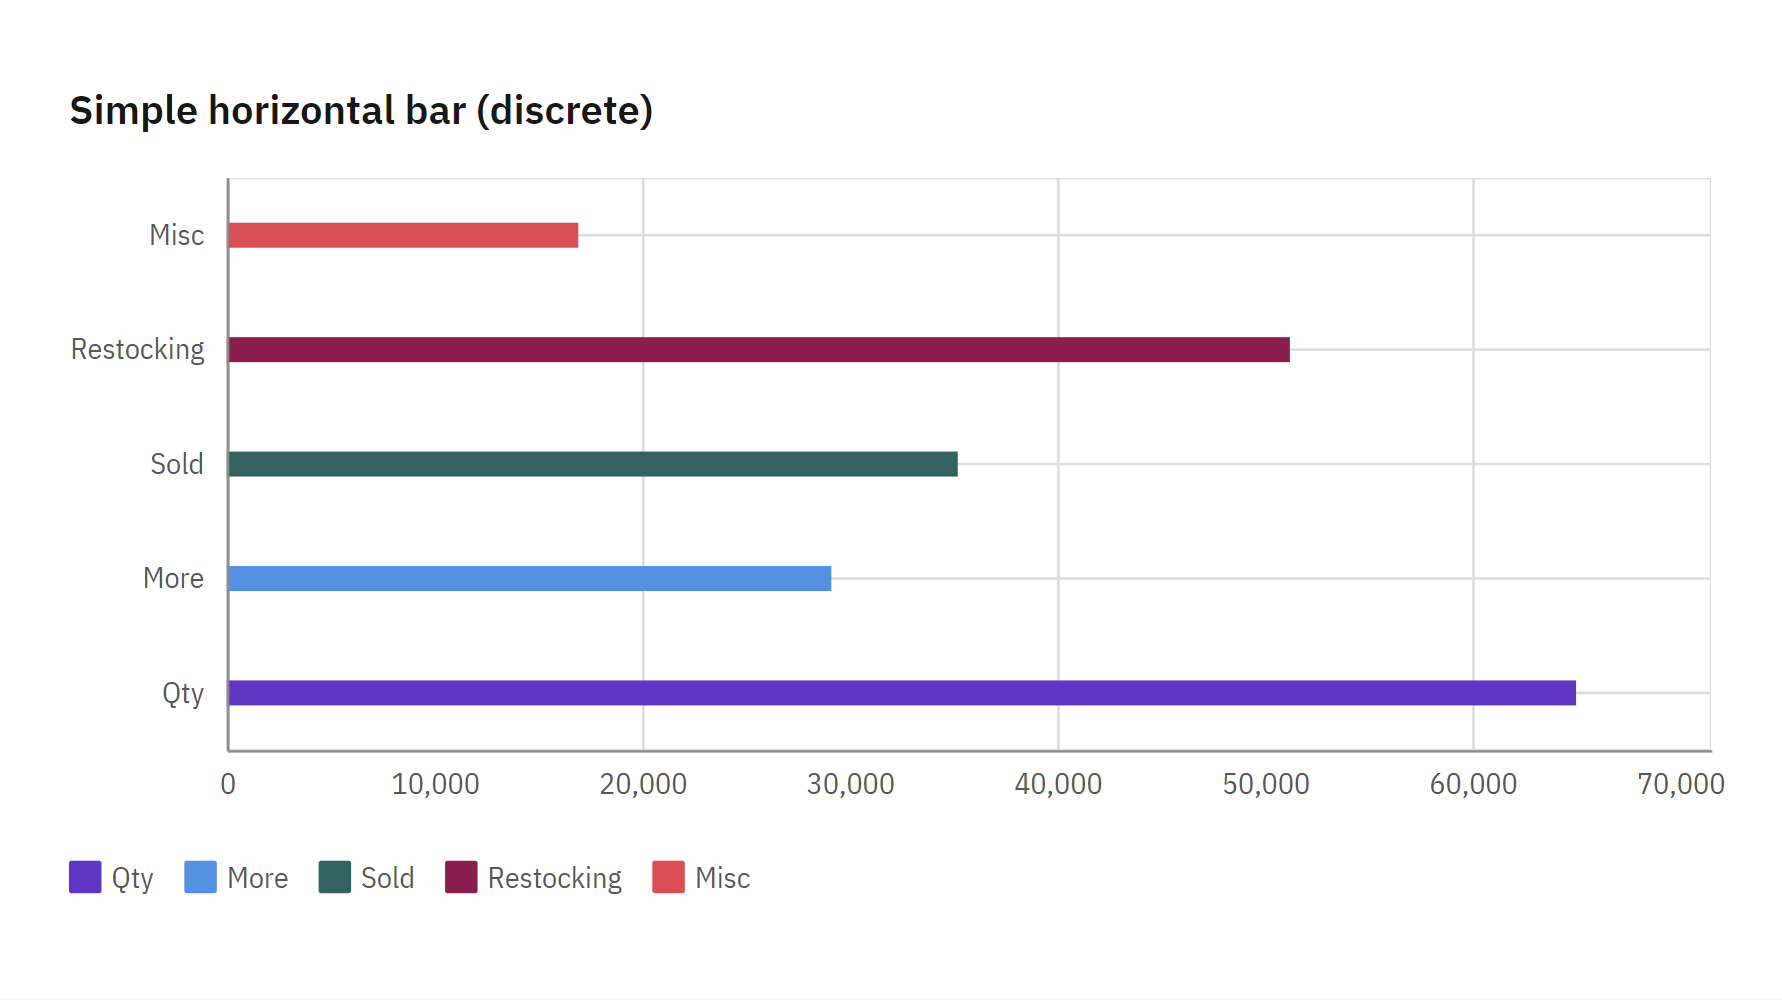 Simple horizontal bar (discrete)
Misc
Restocking
Sold
More
Qty
0 10,000 20,000 30,000 40,000 50,000 60,000 70,000
Qty More Sold Restocking Misc